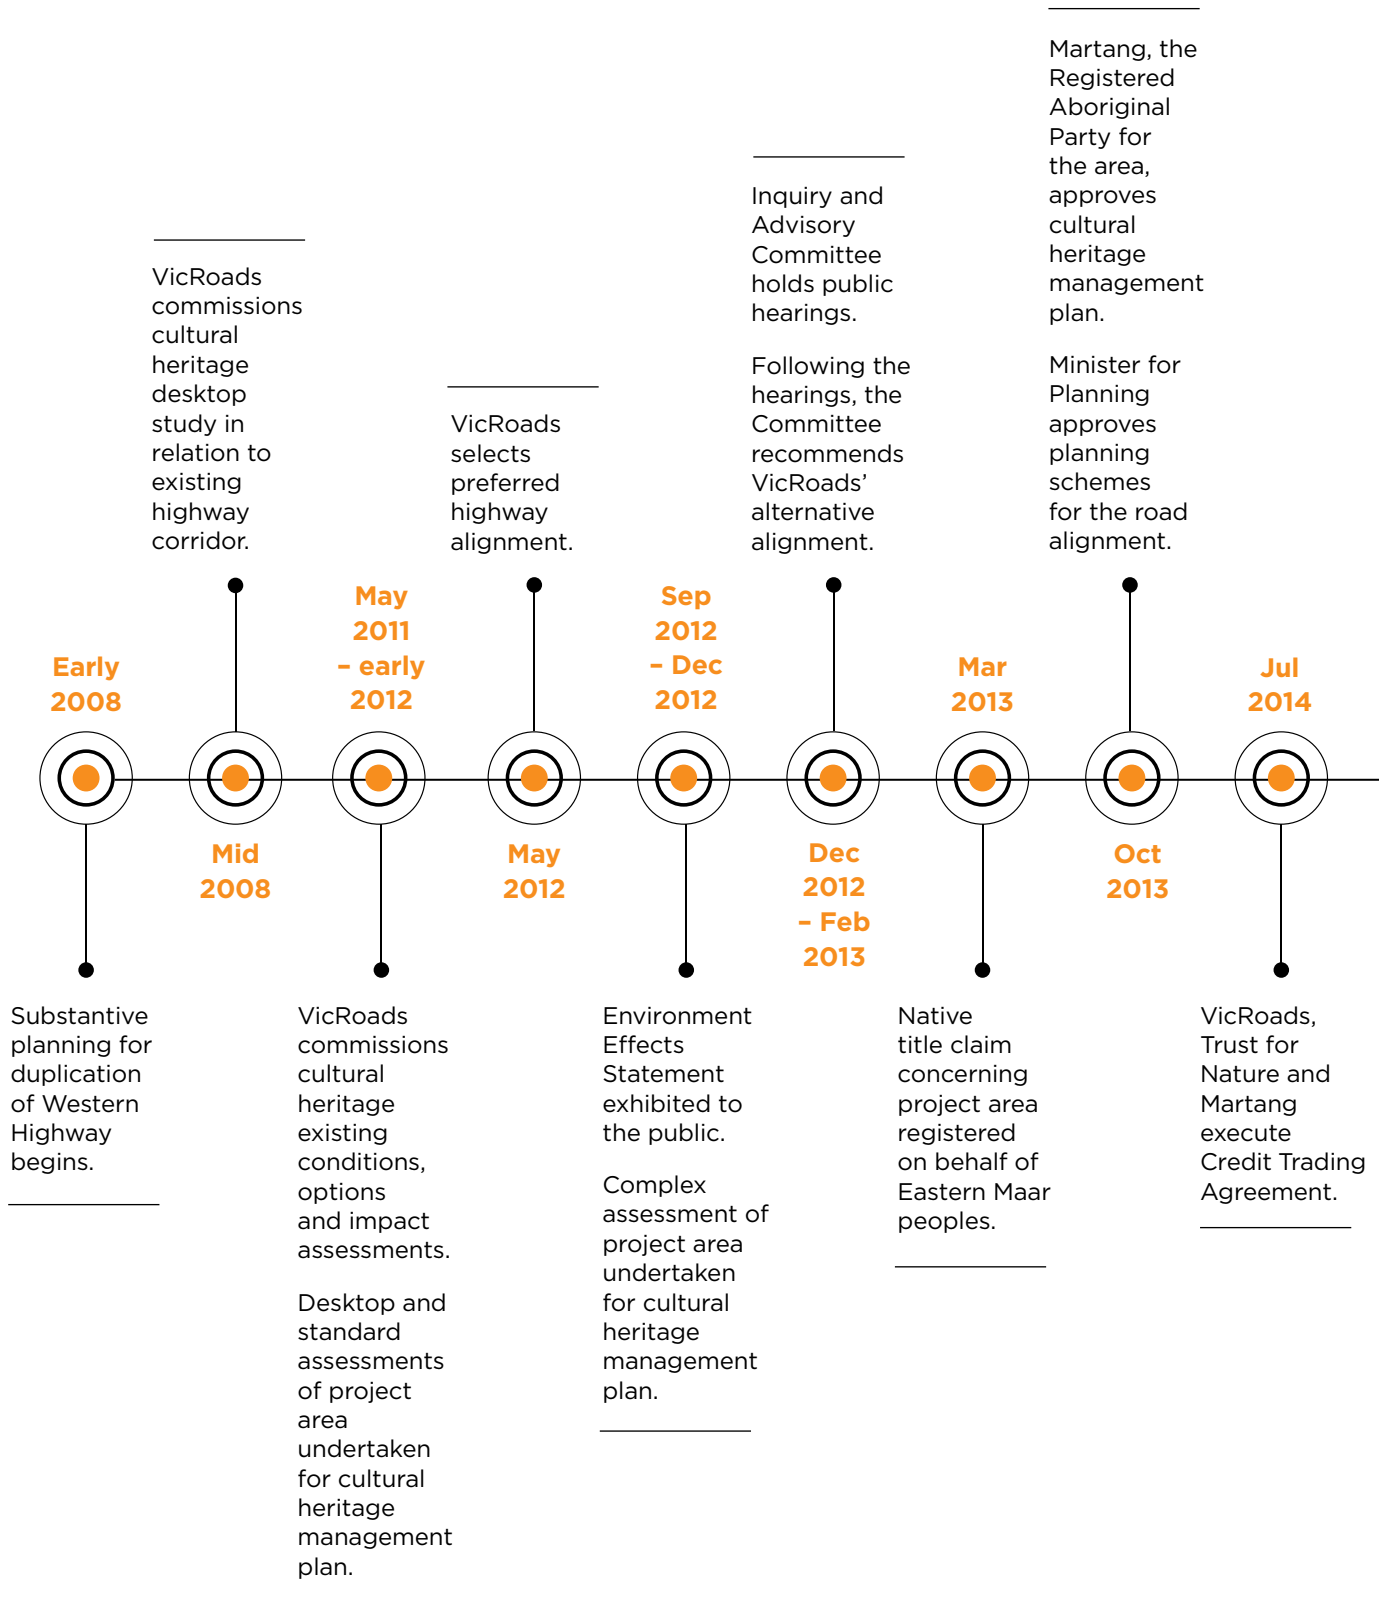 Early
2008
Substantive
planning for
duplication
of Western
Highway
begins.
VicRoads
commissions
cultural
heritage
desktop
study in
relation to
existing
highway
corridor.
Mid
2008
May
2011
– early
2012
VicRoads
commissions
cultural
heritage
existing
conditions,
options
and impact
assessments.
Desktop and
standard
assessments
of project
area
undertaken
for cultural
heritage
management
plan.
VicRoads
selects
preferred
highway
alignment.
May
2012
Sep
2012
– Dec
2012
Environment
Effects
Statement
exhibited to
the public.
Complex
assessment of
project area
undertaken
for cultural
heritage
management
plan.
Inquiry and
Advisory
Committee
holds public
hearings.
Following the
hearings, the
Committee
recommends
VicRoads’
alternative
alignment.
Dec
2012
– Feb
2013
Mar
2013
Native
title claim
concerning
project area
registered
on behalf of
Eastern Maar
peoples.
Martang, the
Registered
Aboriginal
Party for
the area,
approves
cultural
heritage
management
plan.
Minister for
Planning
approves
planning
schemes
for the road
alignment.
Oct
2013
Jul
2014
VicRoads,
Trust for
Nature and
Martang
execute
Credit Trading
Agreement.